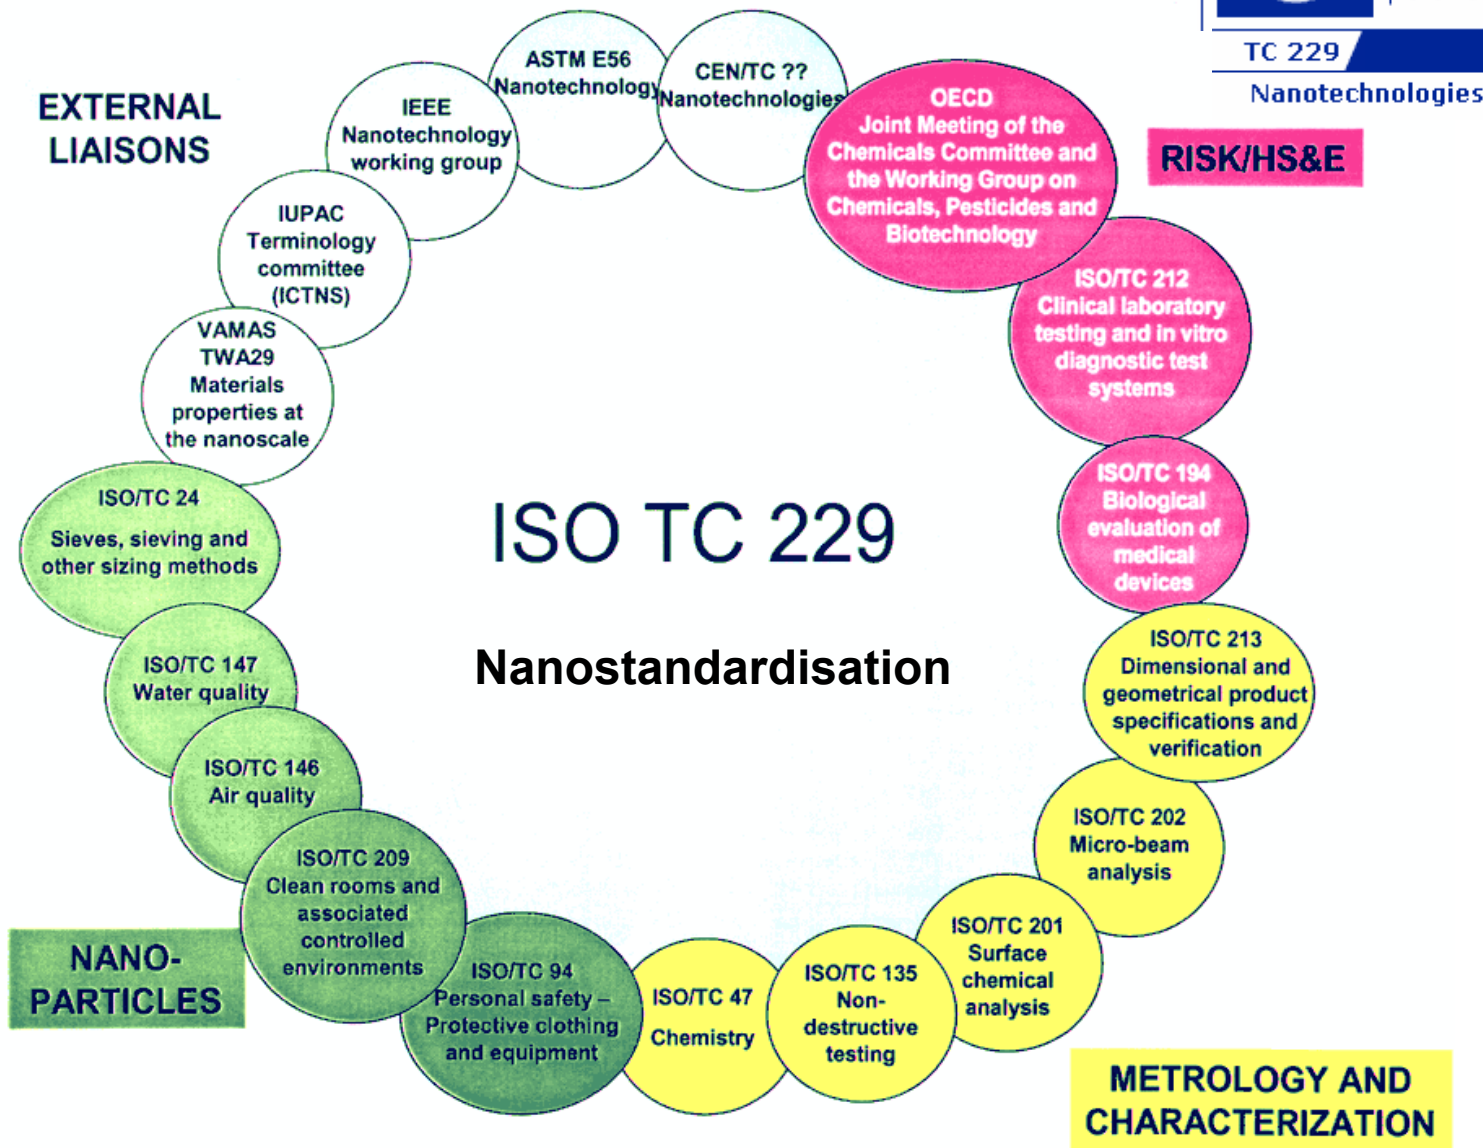 TC 229
Nanotechnologies
EXTERNAL
LIAISONS
ASTM E56
Nanotechnology
CEN/TC ??
Nanotechnologies
IEEE
Nanotechnology
working group
OECD
Joint Meeting of the
Chemicals Committee and
the Working Group on
Chemicals, Pesticides and
Biotechnology
RISK/HS&E
IUPAC
Terminology
committee
(ICTNS)
ISO/TC 212
Clinical laboratory
testing and in vitro
diagnostic test
systems
VAMAS
TWA29
Materials
properties at
the nanoscale
ISO/TC 194
Biological
evaluation of
medical
devices
ISO/TC 24
Sieves, sieving and
other sizing methods
ISO TC 229
Nanostandardisation
ISO/TC 147
Water quality
ISO/TC 213
Dimensional and
geometrical product
specifications and
verification
ISO/TC 146
Air quality
ISO/TC 202
Micro-beam
analysis
ISO/TC 209
Clean rooms and
associated
controlled
environments
ISO/TC 201
Surface
chemical
analysis
NANO-
PARTICLES
ISO/TC 94
Personal safety –
Protective clothing
and equipment
ISO/TC 47
Chemistry
ISO/TC 135
Non-
destructive
testing
METROLOGY AND
CHARACTERIZATION